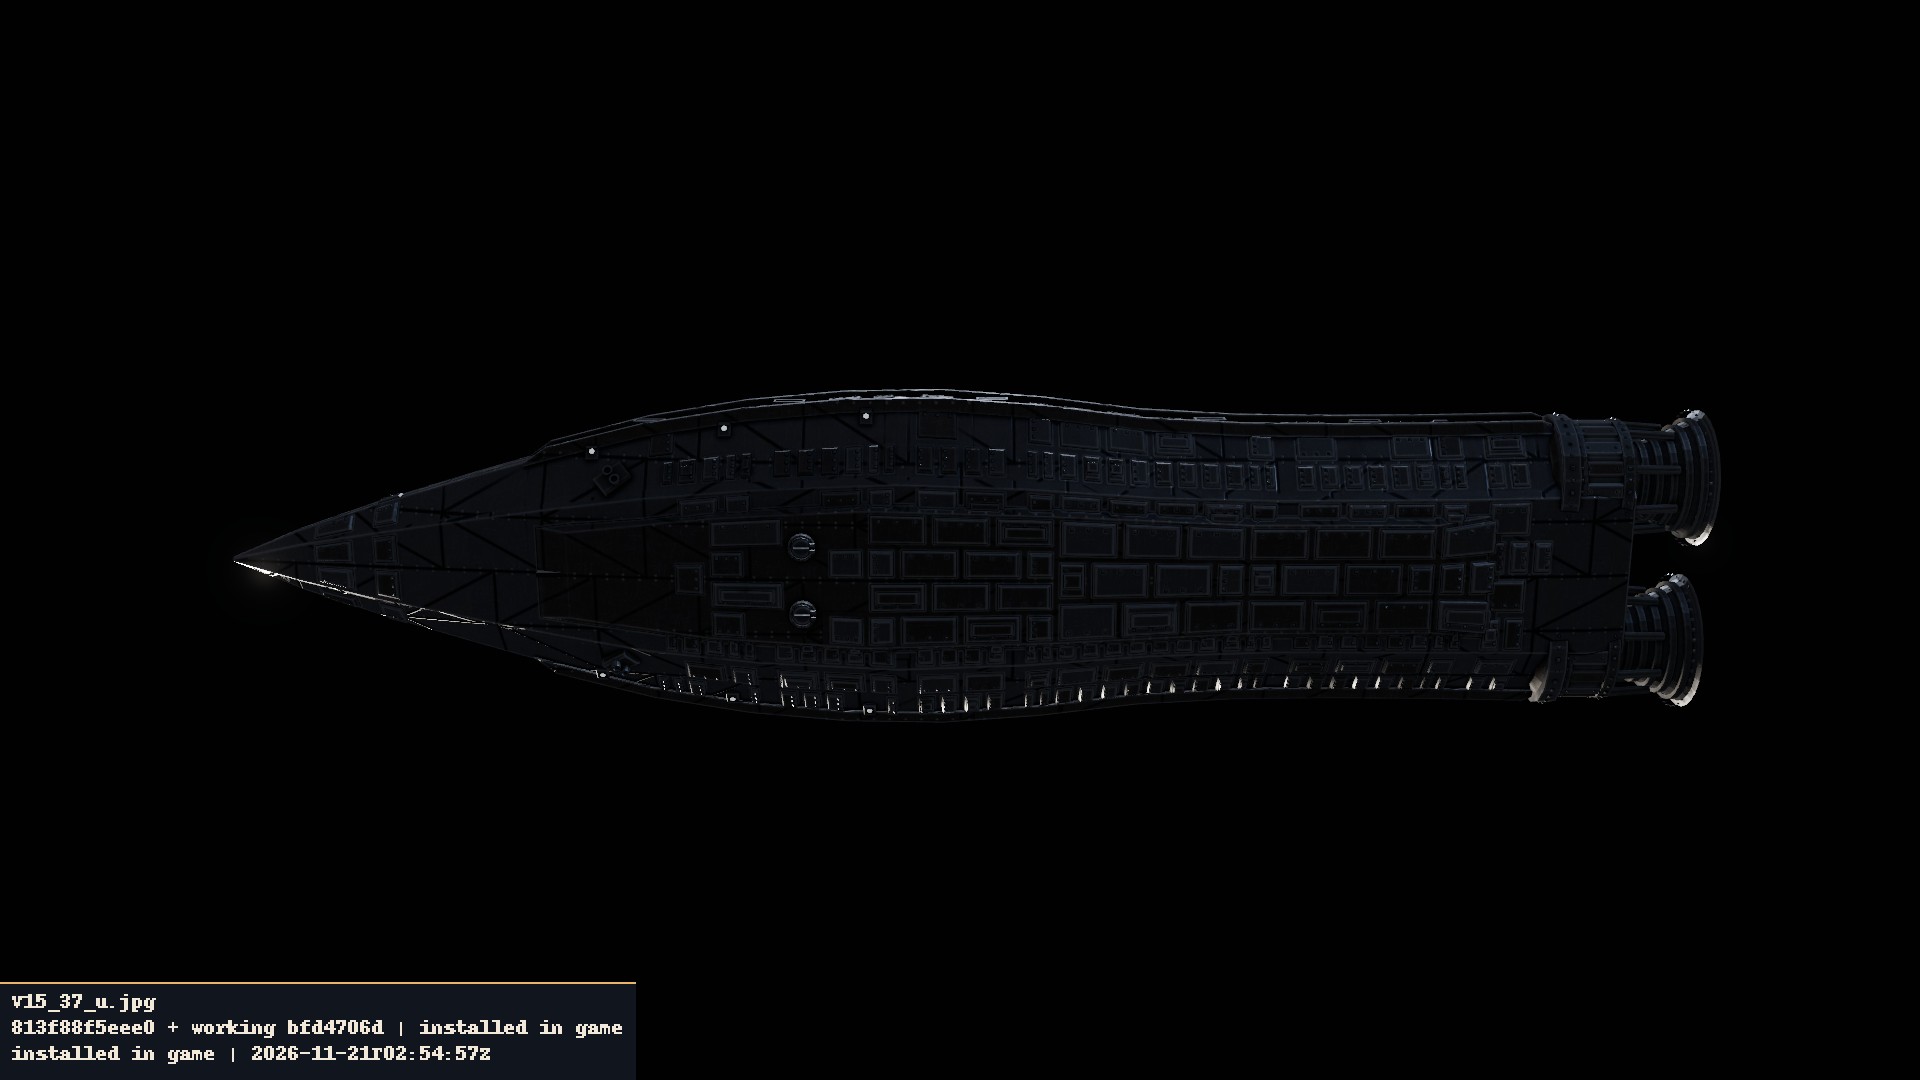 v15_37_u.jpg
813f88f5eee0 + working bfd4706d | installed in game
installed in game | 2026-11-21T02:54:57Z